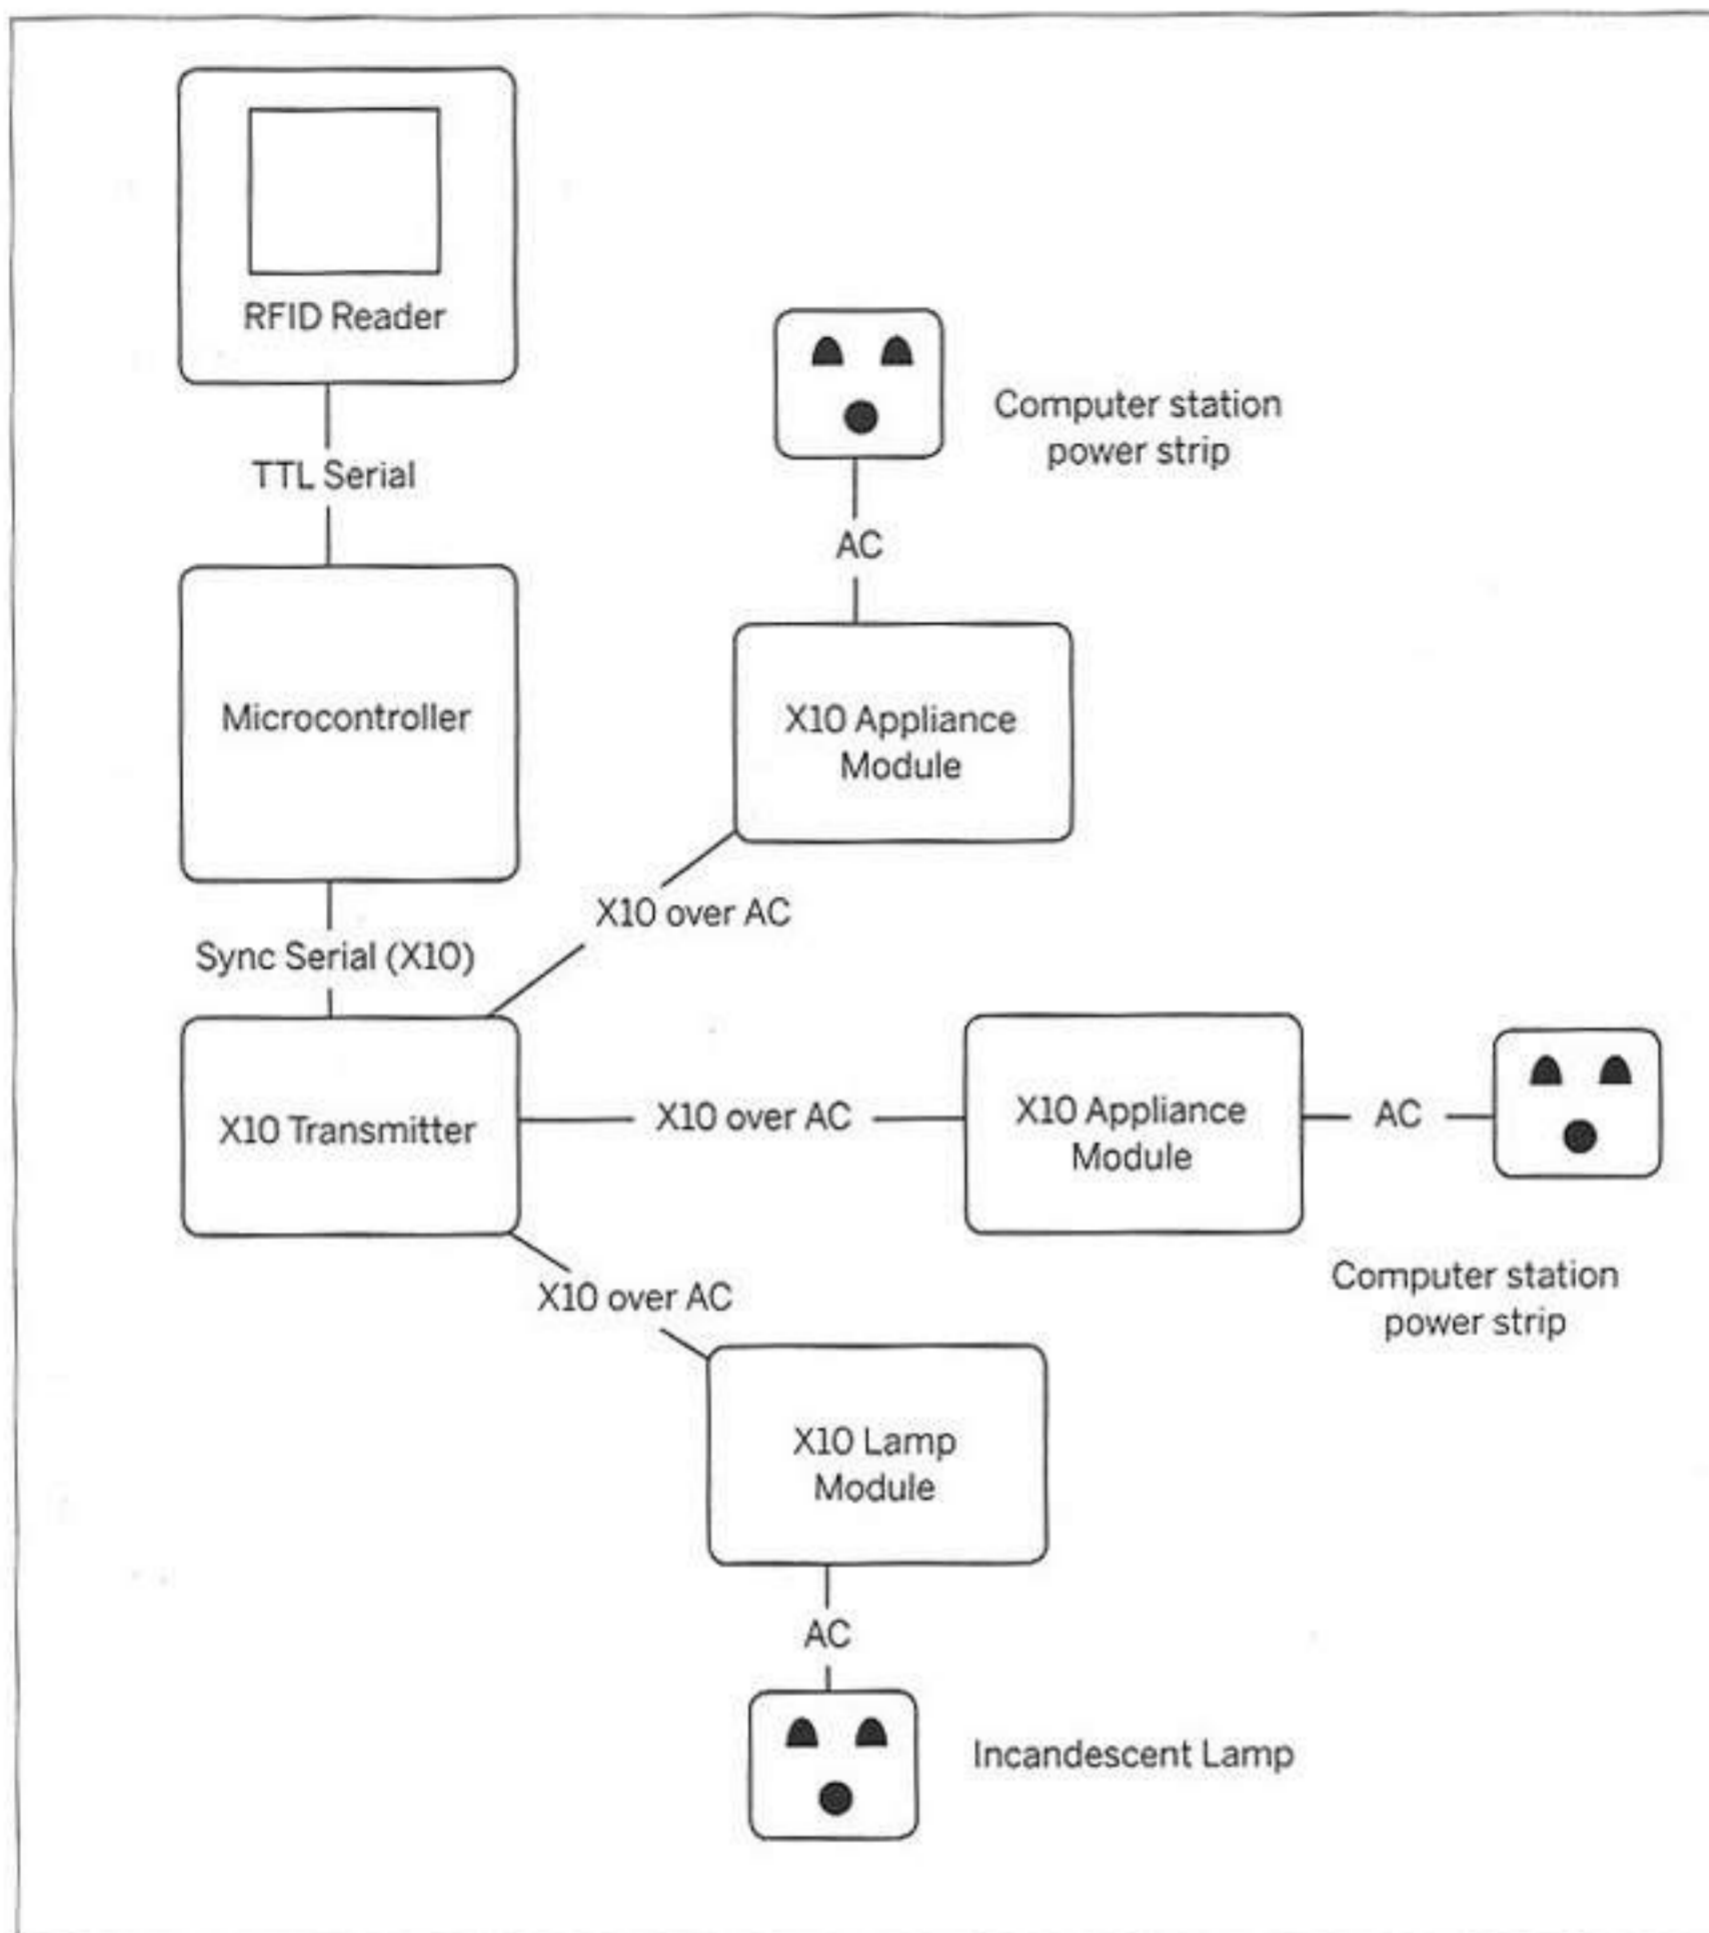 RFID Reader
TTL Serial
Microcontroller
Sync Serial (X10)
X10 Transmitter
Computer station
power strip
AC
X10 Appliance
Module
X10 over AC
X10 over AC
X10 Appliance
Module
AC
Computer station
power strip
X10 over AC
X10 Lamp
Module
AC
Incandescent Lamp